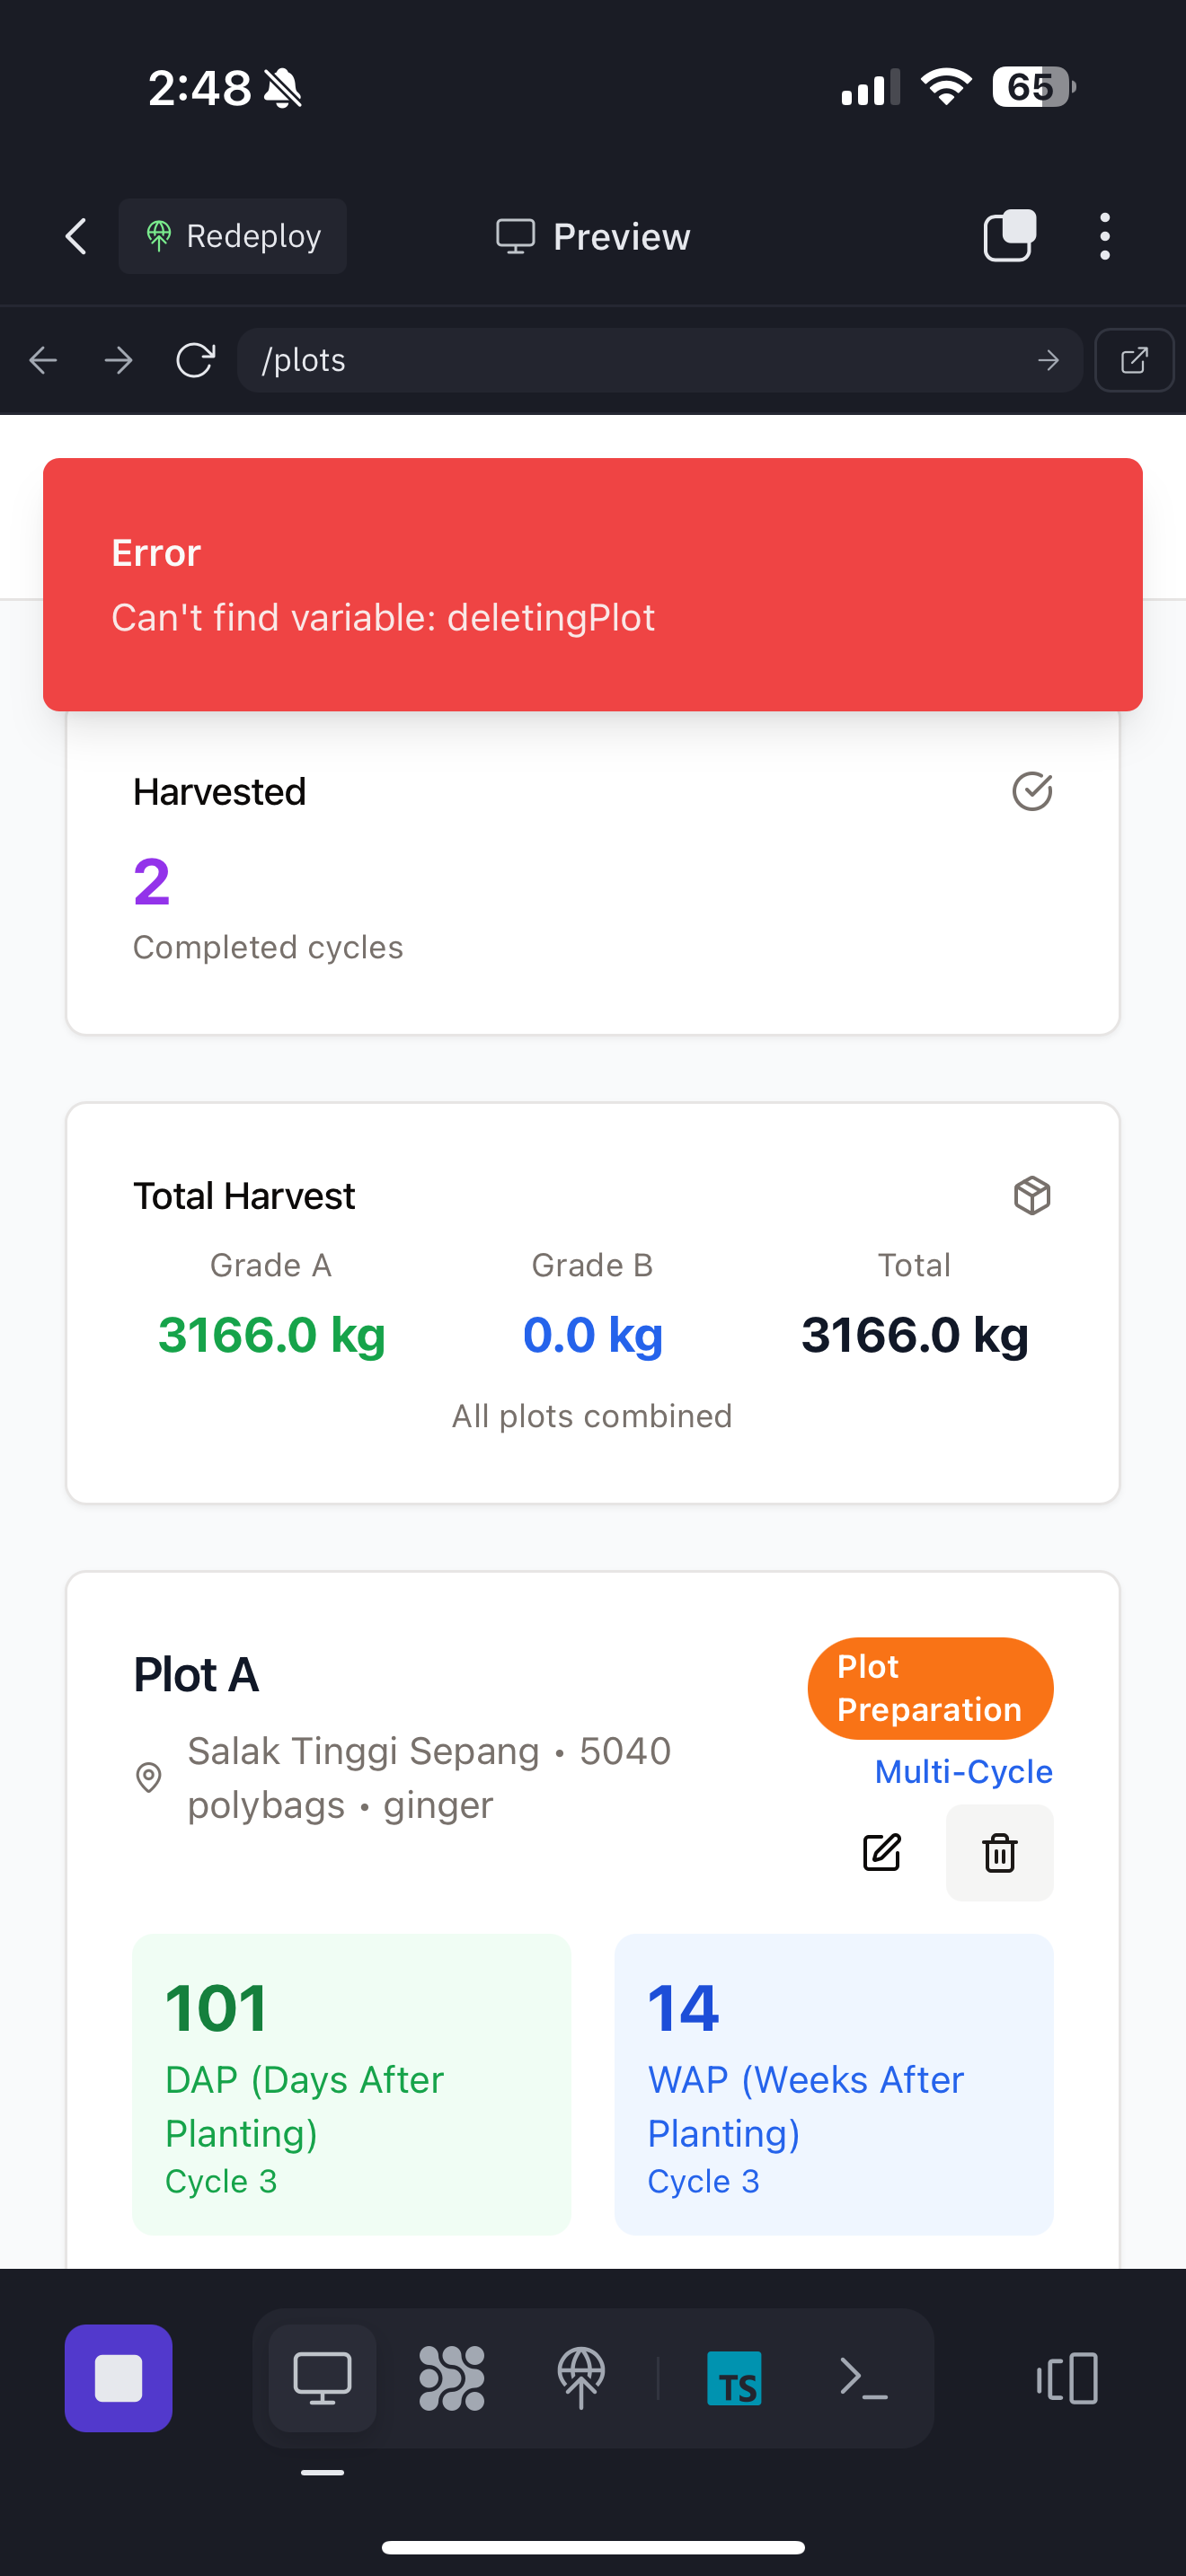 2:48
65
Redeploy
Preview
/plots
Error
Can't find variable: deletingPlot
Harvested
2
Completed cycles
Total Harvest
Grade A Grade B Total
3166.0 kg 0.0 kg 3166.0 kg
All plots combined
Plot A
Plot
Preparation
Salak Tinggi Sepang • 5040
polybags • ginger
Multi-Cycle
101
DAP (Days After
Planting)
Cycle 3
14
WAP (Weeks After
Planting)
Cycle 3
TS